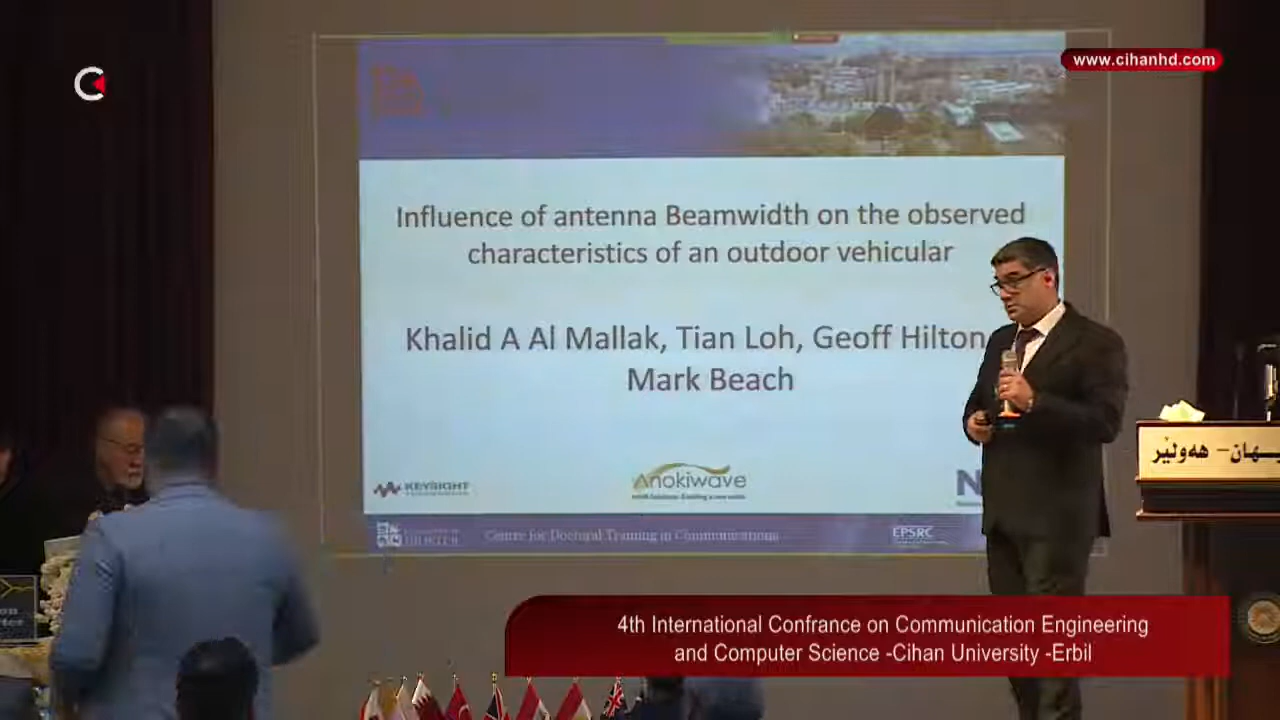 www.cihanhd.com
Influence of antenna Beamwidth on the observed
characteristics of an outdoor vehicular
Khalid A Al Mallak, Tian Loh, Geoff Hilton
Mark Beach
KEYSIGHT
Anokiwave
N
Centre for Doctoral Training in Communications
EPSRC
يهان- هەولێر
4th International Confrance on Communication Engineering
and Computer Science -Cihan University -Erbil